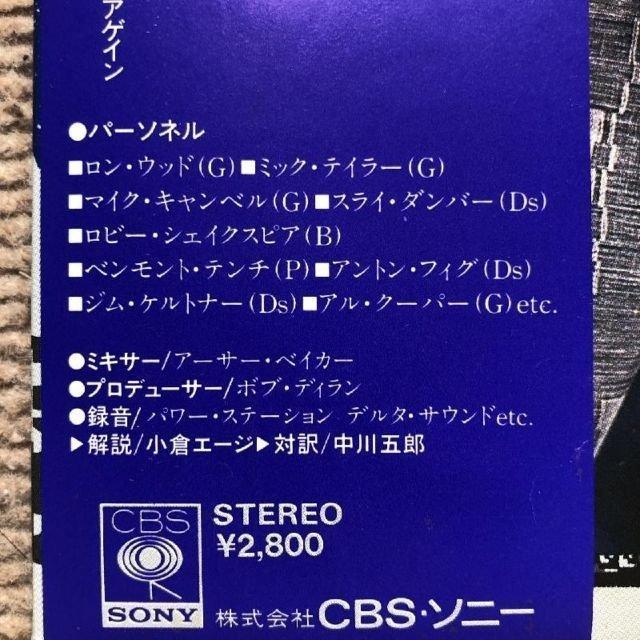 アゲイン
●パーソネル
■ロン・ウッド(G)■ミック・テイラー(G)
■マイク・キャンベル(G)■スライ・ダンバー(Ds)
■ロビー・シェイクスピア(B)
■ベンモント・テンチ(P)■アントン・フィグ(Ds)
■ジム・ケルトナー(Ds)■アル・クーパー(G)etc.
●ミキサー/アーサー・ベイカー
●プロデューサー/ボブ・ディラン
●録音/パワー・ステーション デルタ・サウンドetc.
▶解説/小倉エージ▶対訳/中川五郎
CBS
SONY
STEREO
¥2,800
株式会社CBS・ソニー